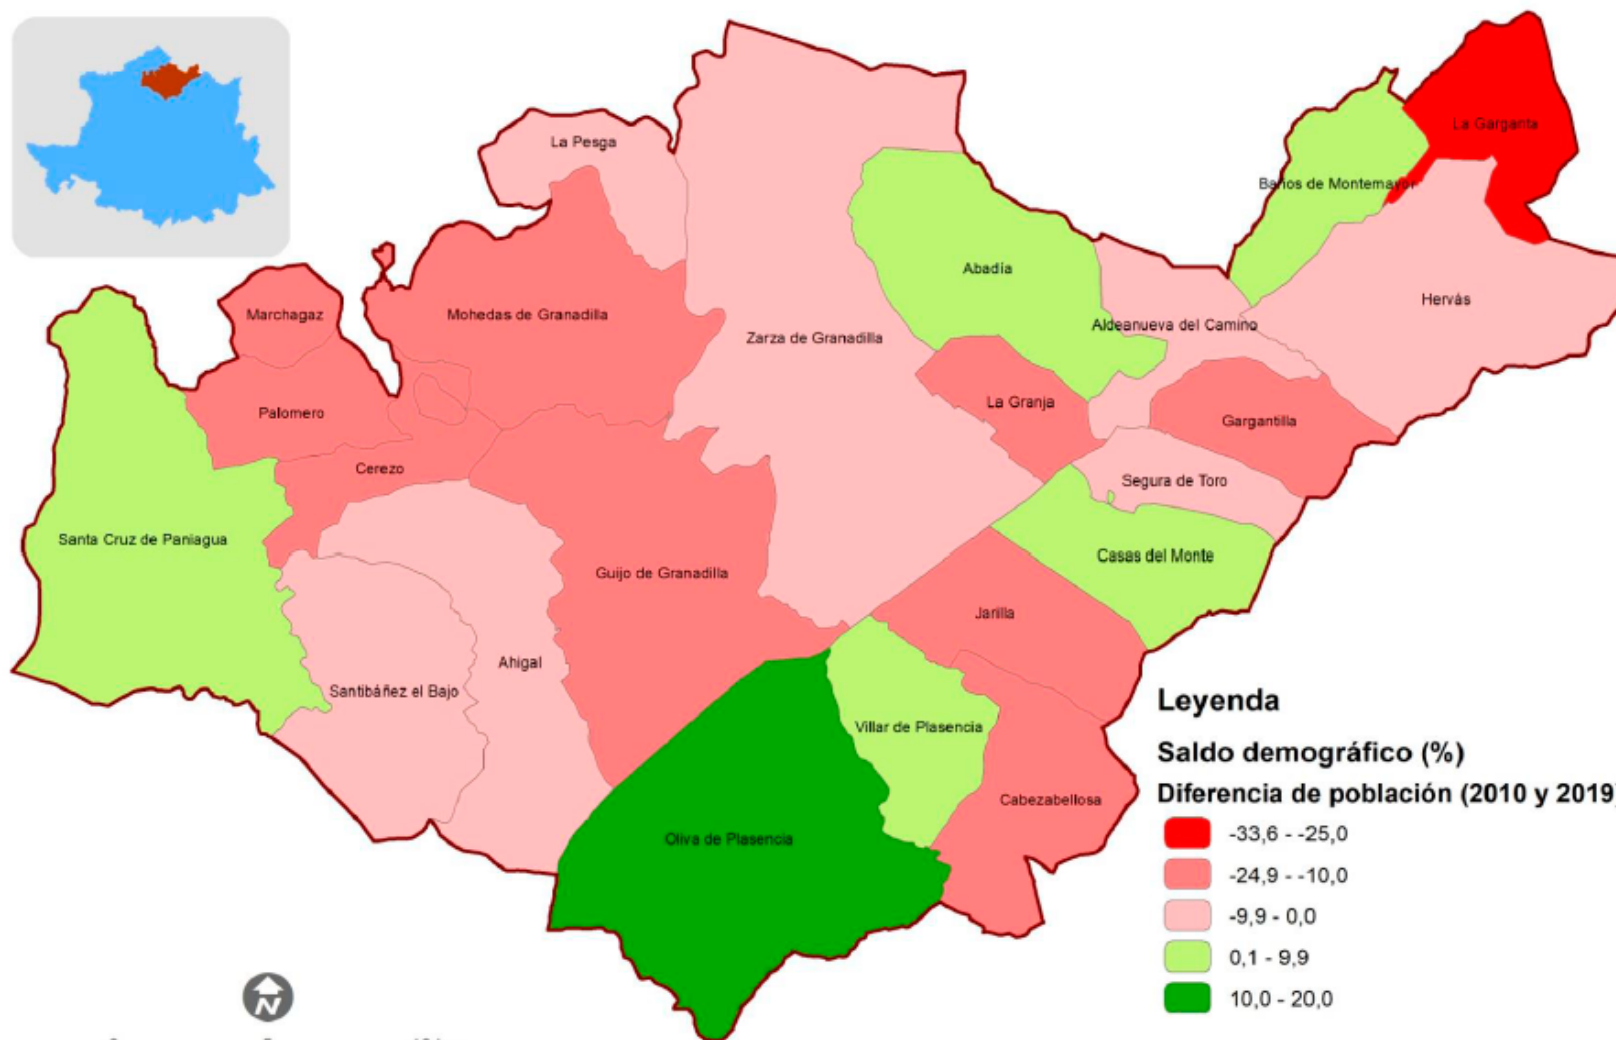 La Pesga
La Garganta
Baños de Montemayor
Abadía
Hervás
Marchagaz
Mohedas de Granadilla
Aldeanueva del Camino
Zarza de Granadilla
La Granja
Palomero
Gargantilla
Cerezo
Segura de Toro
Santa Cruz de Paniagua
Casas del Monte
Guijo de Granadilla
Jarilla
Ahigal
Santibáñez el Bajo
Villar de Plasencia
Cabezabellosa
Oliva de Plasencia
Leyenda
Saldo demográfico (%)
Diferencia de población (2010 y 2019)
-33,6 - -25,0
-24,9 - -10,0
-9,9 - 0,0
0,1 - 9,9
10,0 - 20,0
N